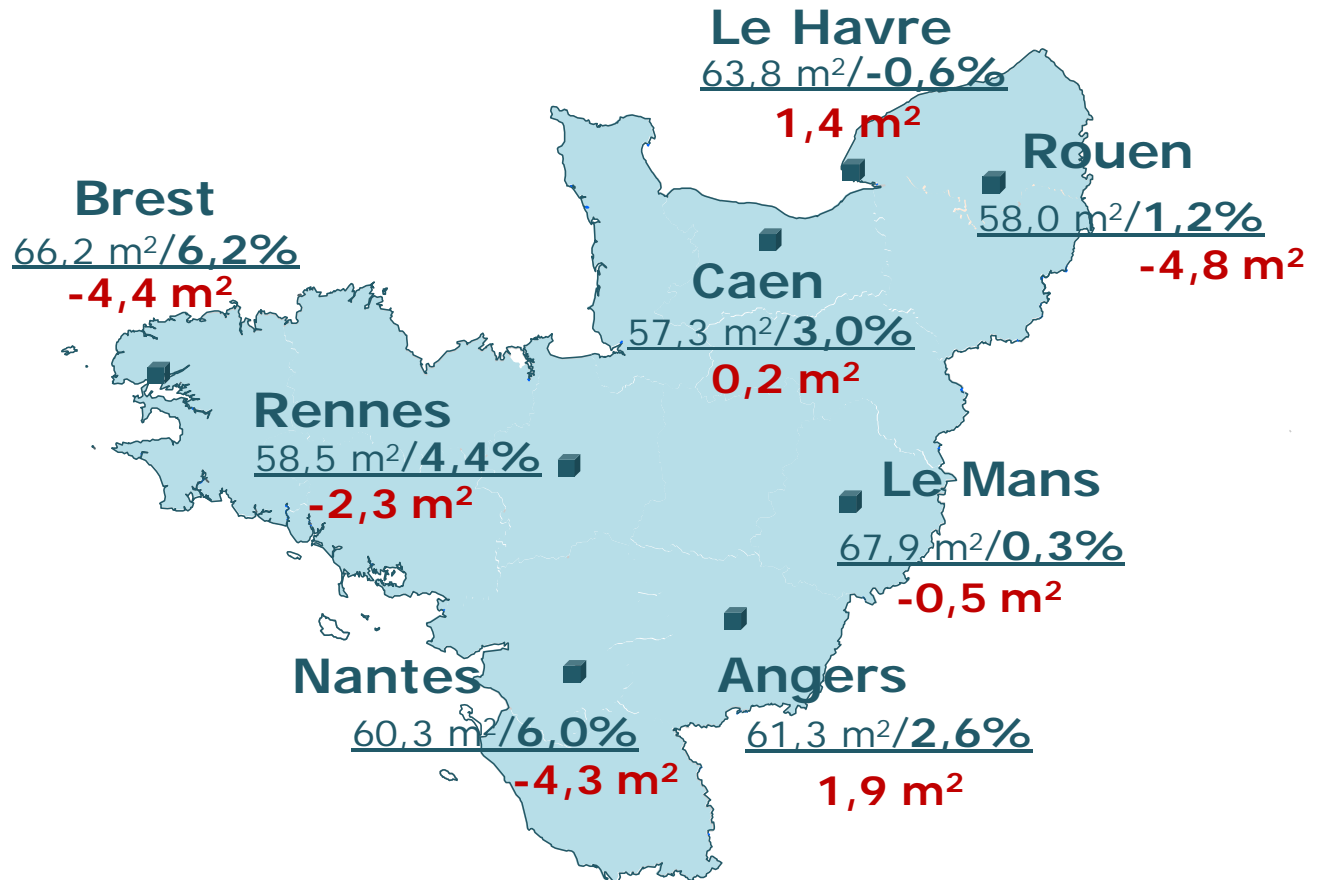 Le Havre
63,8 m²/-0,6%
1,4 m²
Rouen
58,0 m²/1,2%
-4,8 m²
Brest
66,2 m²/6,2%
-4,4 m²
Caen
57,3 m²/3,0%
0,2 m²
Rennes
58,5 m²/4,4%
-2,3 m²
Le Mans
67,9 m²/0,3%
-0,5 m²
Nantes
60,3 m²/6,0%
-4,3 m²
Angers
61,3 m²/2,6%
1,9 m²